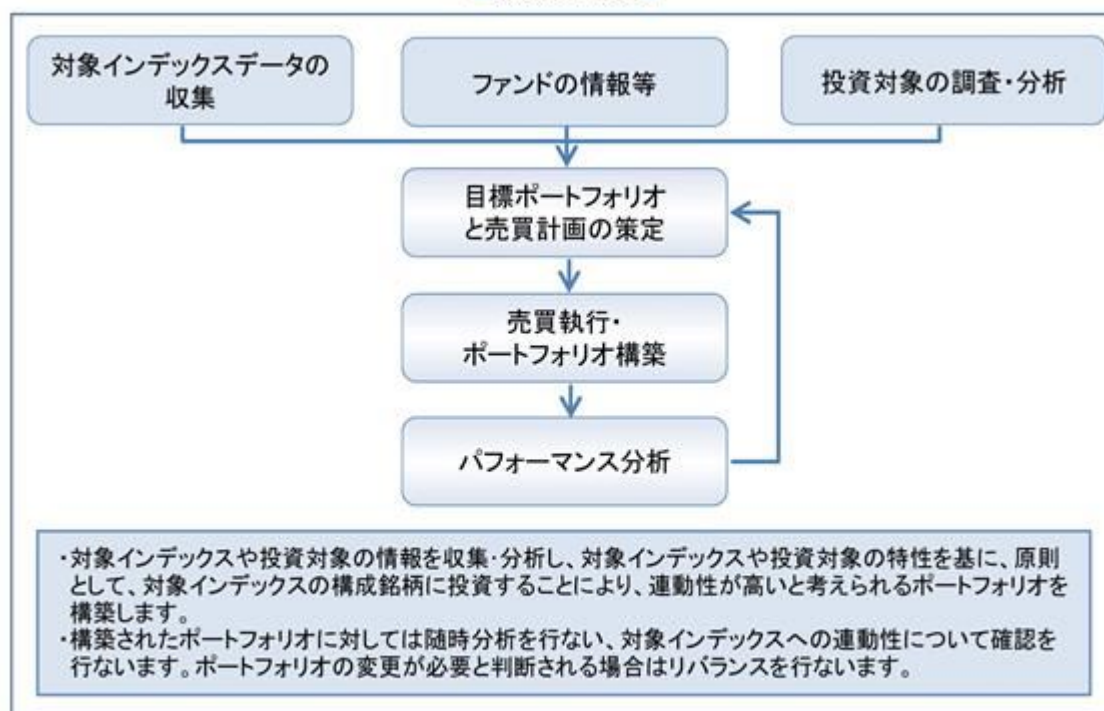 対象インデックスデータの
収集
ファンドの情報等
投資対象の調査・分析
目標ポートフォリオ
と売買計画の策定
売買執行・
ポートフォリオ構築
パフォーマンス分析
・対象インデックスや投資対象の情報を収集・分析し、対象インデックスや投資対象の特性を基に、原則
として、対象インデックスの構成銘柄に投資することにより、連動性が高いと考えられるポートフォリオを
構築します。
・構築されたポートフォリオに対しては随時分析を行ない、対象インデックスへの連動性について確認を
行ないます。ポートフォリオの変更が必要と判断される場合はリバランスを行ないます。